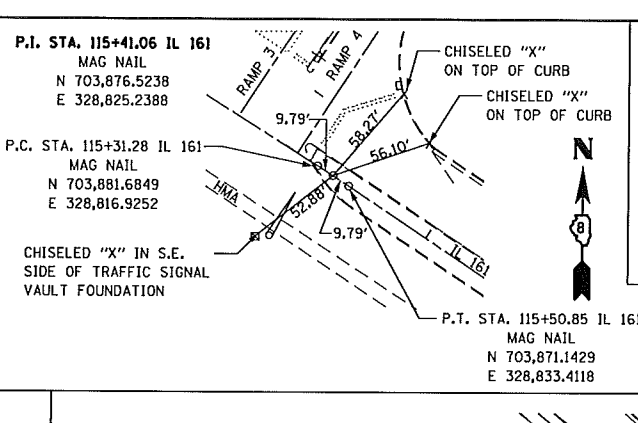 P.I. STA. 115+41.06 IL 161
MAG NAIL
N 703,876.5238
E 328,825.2388
RAMP 3
RAMP 4
CHISELED "X"
ON TOP OF CURB
CHISELED "X"
ON TOP OF CURB
9.79'
58.27'
56.10'
P.C. STA. 115+31.28 IL 161
MAG NAIL
N 703,881.6849
E 328,816.9252
N
8
HMA
52.88'
9.79'
IL 161
CHISELED "X" IN S.E.
SIDE OF TRAFFIC SIGNAL
VAULT FOUNDATION
P.T. STA. 115+50.85 IL 161
MAG NAIL
N 703,871.1429
E 328,833.4118